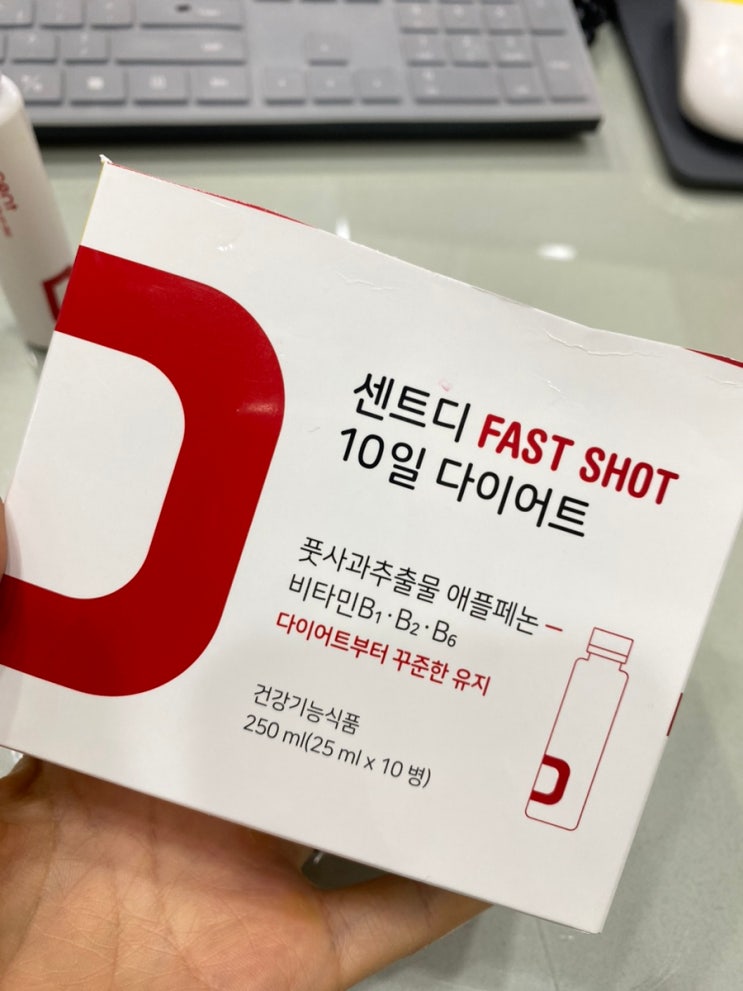 센트디 FAST SHOT
10일 다이어트
풋사과추출물 애플페논
비타민B₁·B₂·B₆
다이어트부터 꾸준한 유지
건강기능식품
250 ml(25 ml x 10 병)